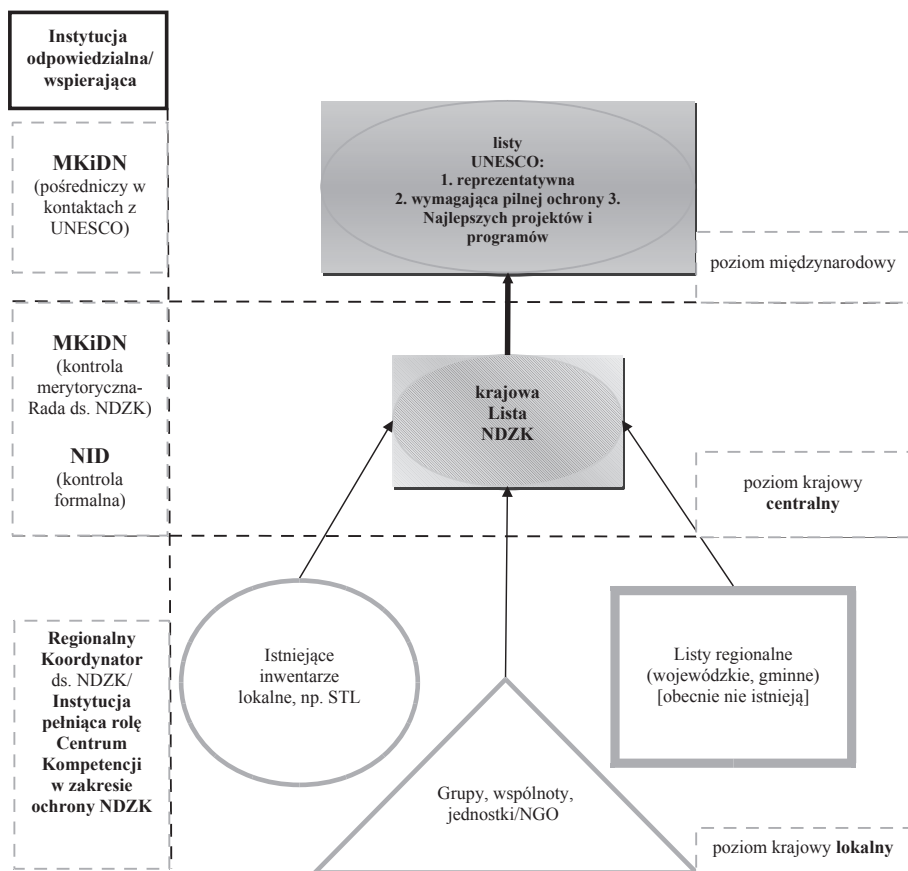 Instytucja
odpowiedzialna/
wspierająca
MKiDN
(pośredniczy w
kontaktach z
UNESCO)
listy
UNESCO:
1. reprezentatywna
2. wymagająca pilnej ochrony 3.
Najlepszych projektów i
programów
poziom międzynarodowy
MKiDN
(kontrola
merytoryczna-
Rada ds. NDZK)
NID
(kontrola
formalna)
krajowa
Lista
NDZK
poziom krajowy
centralny
Regionalny
Koordynator
ds. NDZK/
Instytucja
pełniąca rolę
Centrum
Kompetencji
w zakresie
ochrony NDZK
Istniejące
inwentarze
lokalne, np. STL
Grupy, wspólnoty,
jednostki/NGO
Listy regionalne
(wojewódzkie, gminne)
[obecnie nie istnieją]
poziom krajowy lokalny